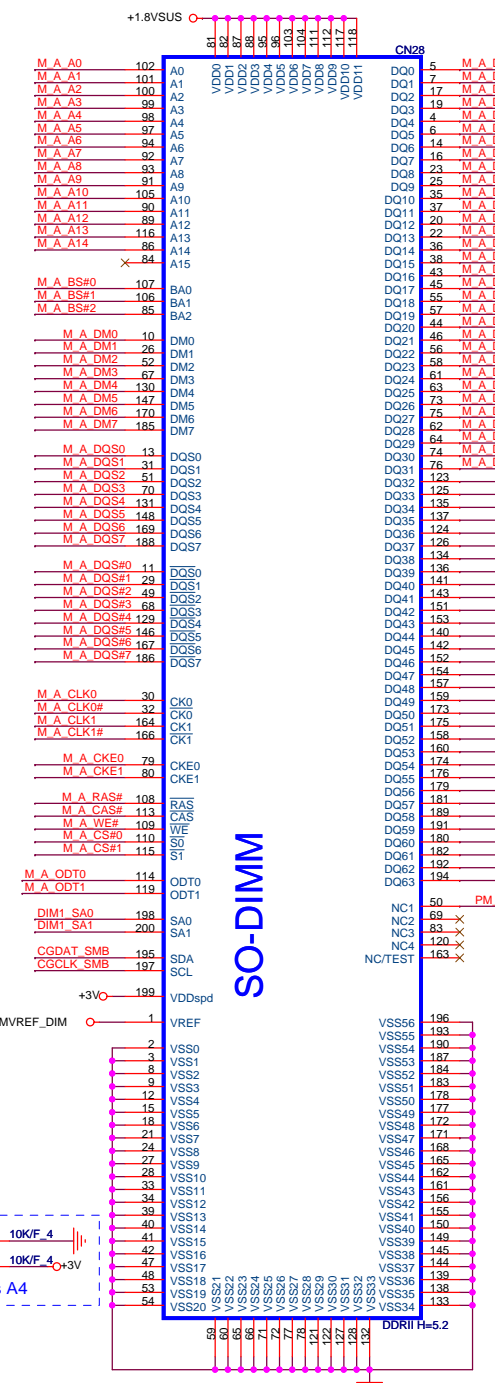 +1.8VSUS
81 82 87 88 95 96 103 104 111 112 117 118
VDD0 VDD1 VDD2 VDD3 VDD4 VDD5 VDD6 VDD7 VDD8 VDD9 VDD10 VDD11
CN28
M_A_A0 102 A0
M_A_A1 101 A1
M_A_A2 100 A2
M_A_A3 99 A3
M_A_A4 98 A4
M_A_A5 97 A5
M_A_A6 94 A6
M_A_A7 92 A7
M_A_A8 93 A8
M_A_A9 91 A9
M_A_A10 105 A10
M_A_A11 90 A11
M_A_A12 89 A12
M_A_A13 116 A13
M_A_A14 86 A14
84 A15
M_A_BS#0 107 BA0
M_A_BS#1 106 BA1
M_A_BS#2 85 BA2
M_A_DM0 10 DM0
M_A_DM1 26 DM1
M_A_DM2 52 DM2
M_A_DM3 67 DM3
M_A_DM4 130 DM4
M_A_DM5 147 DM5
M_A_DM6 170 DM6
M_A_DM7 185 DM7
M_A_DQS0 13 DQS0
M_A_DQS1 31 DQS1
M_A_DQS2 51 DQS2
M_A_DQS3 70 DQS3
M_A_DQS4 131 DQS4
M_A_DQS5 148 DQS5
M_A_DQS6 169 DQS6
M_A_DQS7 188 DQS7
M_A_DQS#0 11 DQS0
M_A_DQS#1 29 DQS1
M_A_DQS#2 49 DQS2
M_A_DQS#3 68 DQS3
M_A_DQS#4 129 DQS4
M_A_DQS#5 146 DQS5
M_A_DQS#6 167 DQS6
M_A_DQS#7 186 DQS7
M_A_CLK0 30 CK0
M_A_CLK0# 32 CK0
M_A_CLK1 164 CK1
M_A_CLK1# 166 CK1
M_A_CKE0 79 CKE0
M_A_CKE1 80 CKE1
M_A_RAS# 108 RAS
M_A_CAS# 113 CAS
M_A_WE# 109 WE
M_A_CS#0 110 S0
M_A_CS#1 115 S1
M_A_ODT0 114 ODT0
M_A_ODT1 119 ODT1
DIM1_SA0 198 SA0
DIM1_SA1 200 SA1
CGDAT_SMB 195 SDA
CGCLK_SMB 197 SCL
+3V 199 VDDspd
MVREF_DIM 1 VREF
2 VSS0
3 VSS1
8 VSS2
9 VSS3
12 VSS4
15 VSS5
18 VSS6
21 VSS7
24 VSS8
27 VSS9
28 VSS10
33 VSS11
34 VSS12
39 VSS13
40 VSS14
41 VSS15
42 VSS16
47 VSS17
48 VSS18
53 VSS19
54 VSS20
10K/F_4
10K/F_4 +3V
A4
SO-DIMM
DQ0 5
DQ1 7
DQ2 17
DQ3 19
DQ4 4
DQ5 6
DQ6 14
DQ7 16
DQ8 23
DQ9 25
DQ10 35
DQ11 37
DQ12 20
DQ13 22
DQ14 36
DQ15 38
DQ16 43
DQ17 45
DQ18 55
DQ19 57
DQ20 44
DQ21 46
DQ22 56
DQ23 58
DQ24 61
DQ25 63
DQ26 73
DQ27 75
DQ28 62
DQ29 64
DQ30 74
DQ31 76
DQ32 123
DQ33 125
DQ34 135
DQ35 137
DQ36 124
DQ37 126
DQ38 134
DQ39 136
DQ40 141
DQ41 143
DQ42 151
DQ43 153
DQ44 140
DQ45 142
DQ46 152
DQ47 154
DQ48 157
DQ49 159
DQ50 173
DQ51 175
DQ52 158
DQ53 160
DQ54 174
DQ55 176
DQ56 179
DQ57 181
DQ58 189
DQ59 191
DQ60 180
DQ61 182
DQ62 192
DQ63 194
NC1 50 PM
NC2 69
NC3 83
NC4 120
NC/TEST 163
VSS56 196
VSS55 193
VSS54 190
VSS53 187
VSS52 184
VSS51 183
VSS50 178
VSS49 177
VSS48 172
VSS47 171
VSS46 168
VSS45 165
VSS44 162
VSS43 161
VSS42 156
VSS41 155
VSS40 150
VSS39 149
VSS38 145
VSS37 144
VSS36 139
VSS35 138
VSS34 133
VSS21 VSS22 VSS23 VSS24 VSS25 VSS26 VSS27 VSS28 VSS29 VSS30 VSS31 VSS32 VSS33
59 60 65 66 71 72 77 78 121 122 127 128 132
DDRII H=5.2